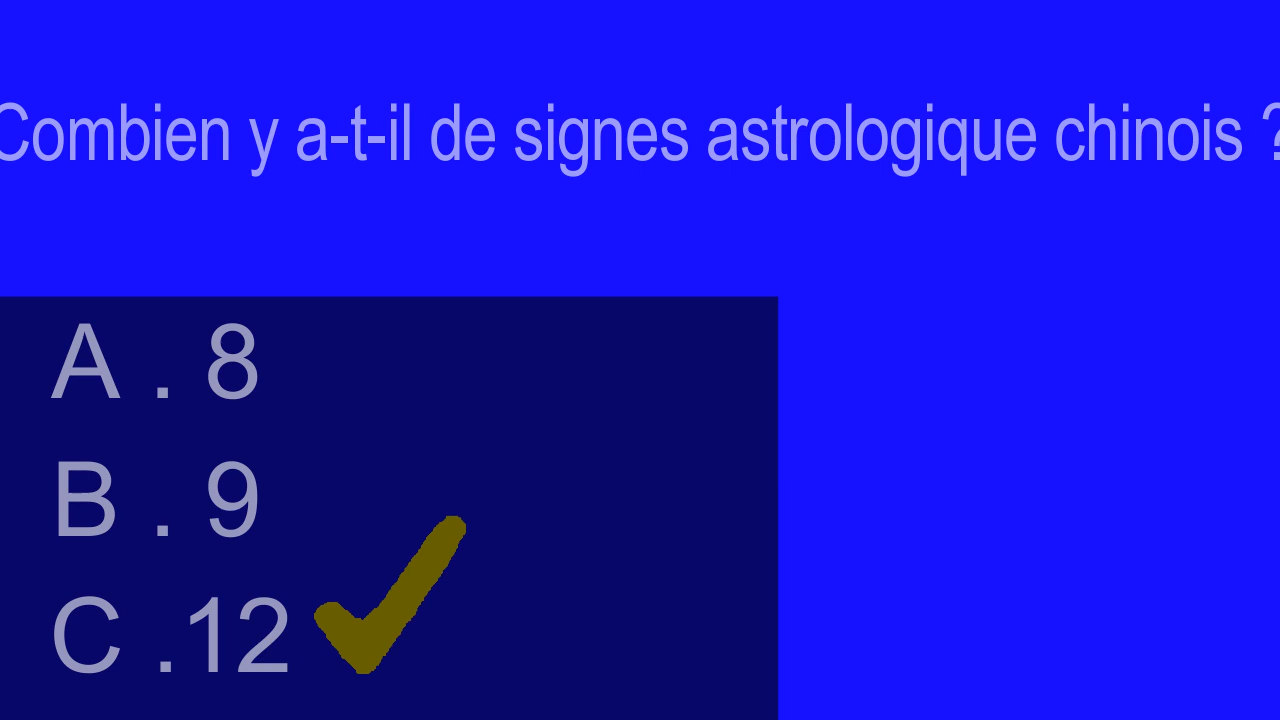 Combien y a-t-il de signes astrologique chinois ?
A . 8
B . 9
C .12